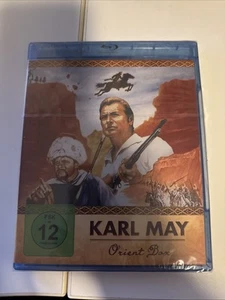 FSK
12
KARL MAY
Orient Box